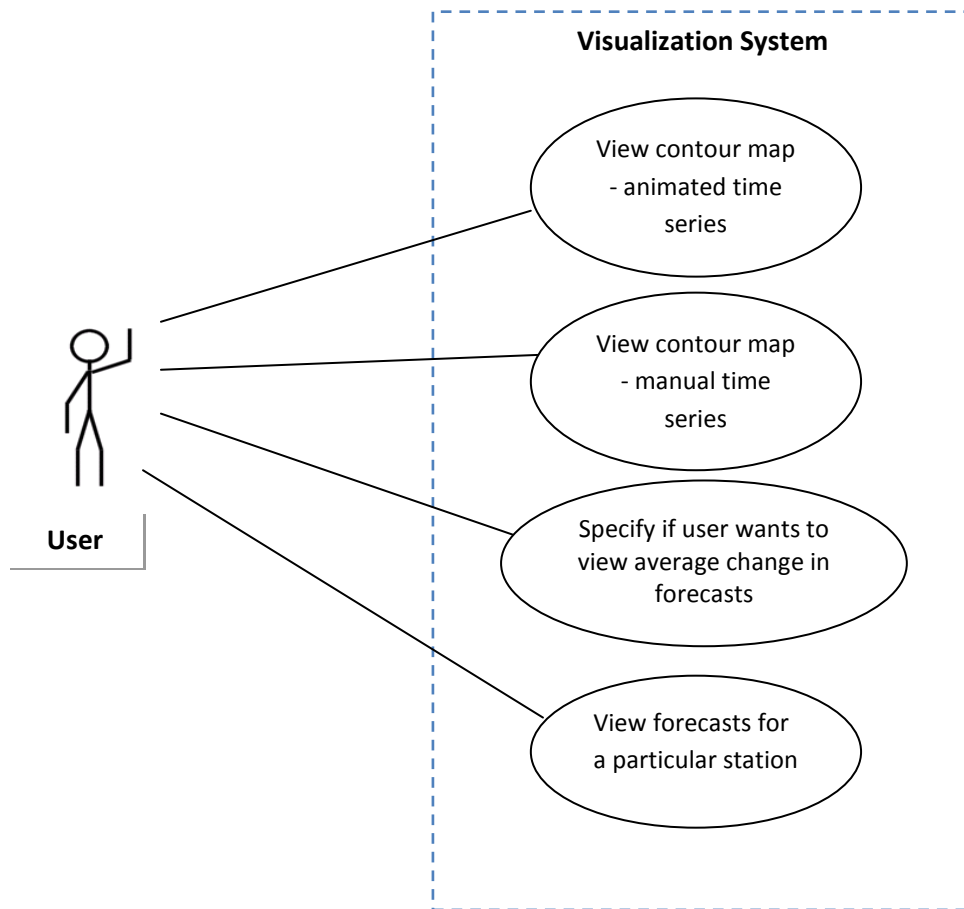 Visualization System
View contour map
- animated time
series
View contour map
- manual time
series
User
Specify if user wants to
view average change in
forecasts
View forecasts for
a particular station